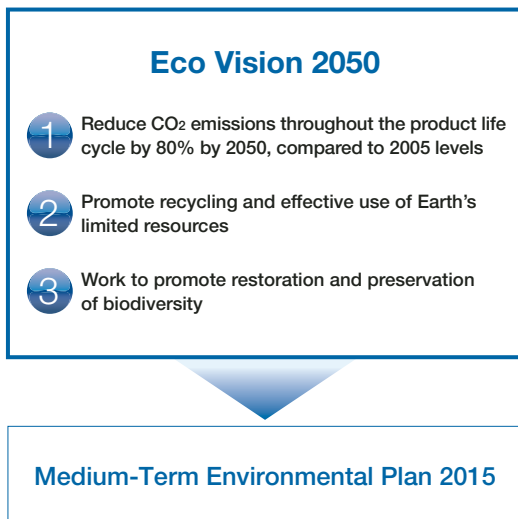 Eco Vision 2050
1 Reduce CO₂ emissions throughout the product life
cycle by 80% by 2050, compared to 2005 levels
2 Promote recycling and effective use of Earth's
limited resources
3 Work to promote restoration and preservation
of biodiversity
Medium-Term Environmental Plan 2015